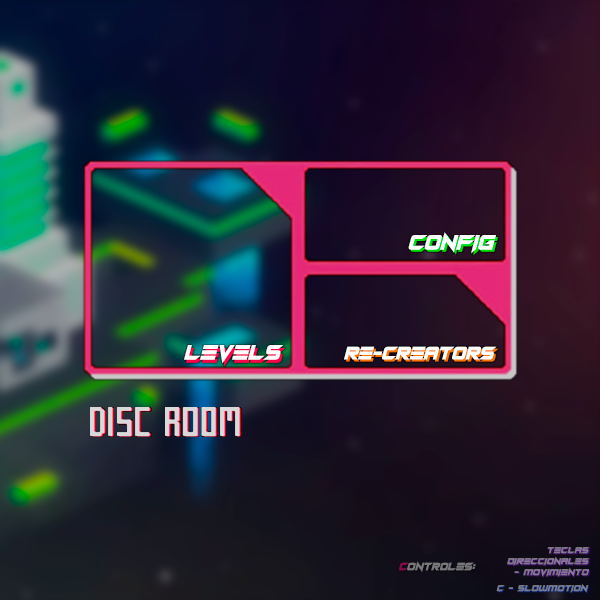 CONFIG
LEVELS
RE-CREATORS
DISC ROOM
CONTROLES:
TECLAS
DIRECCIONALES
- MOVIMIENTO
C - SLOWMOTION